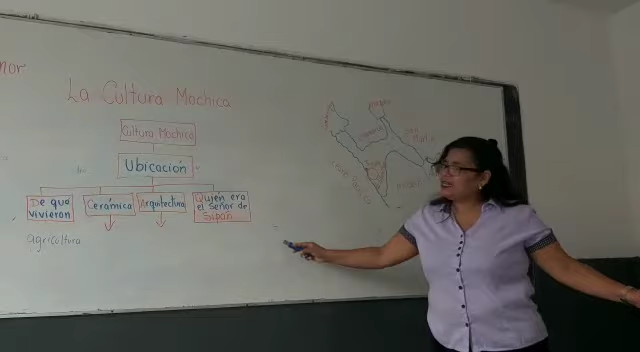 La Cultura Mochica
Cultura Mochica
Ubicación
De que
vivieron
Cerámica
Arquitectura
Quién era
el Señor de
Sipán
agricultura